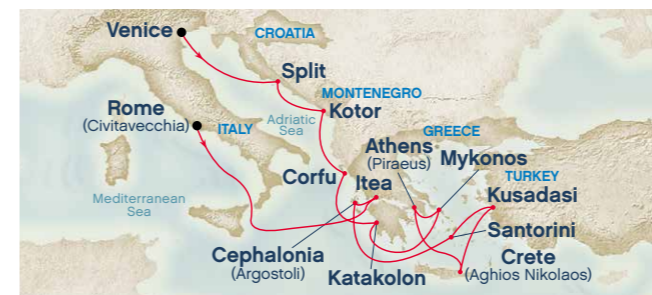 Venice
CROATIA
Split
MONTENEGRO
Kotor
Rome
(Civitavecchia)
ITALY
Adriatic
Sea
GREECE
Athens
(Piraeus)
Mykonos
TURKEY
Corfu
Itea
Kusadasi
Mediterranean
Sea
Santorini
Cephalonia
(Argostoli)
Katakolon
Crete
(Aghios Nikolaos)